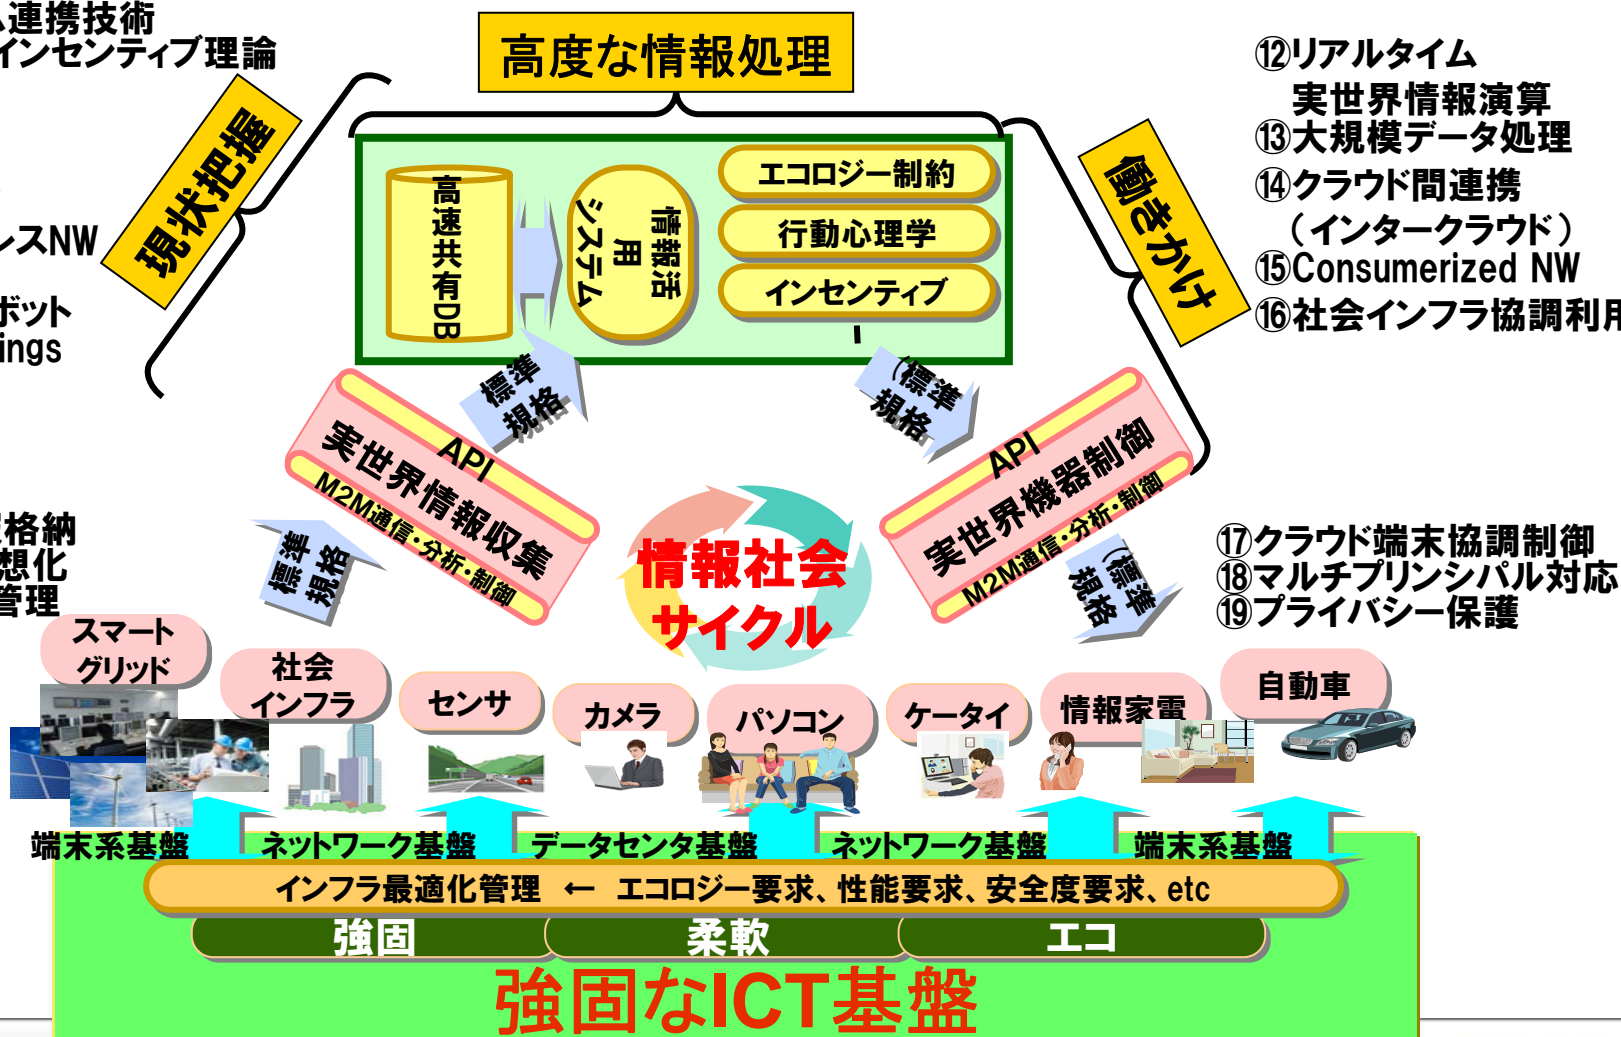 連携技術
インセンティブ理論
高度な情報処理
現状把握
働きかけ
⑫リアルタイム
実世界情報演算
⑬大規模データ処理
⑭クラウド間連携
（インタークラウド）
⑮Consumerized NW
⑯社会インフラ協調利用
レスNW
ボット
ings
格納
想化
管理
高速共有DB
情報活
用
システム
エコロジー制約
行動心理学
インセンティブ
標準
規格
（標準
規格
API
実世界情報収集
M2M通信・分析・制御
API
実世界機器制御
M2M通信・分析・制御
標準
規格
（標準
規格
情報社会
サイクル
⑰クラウド端末協調制御
⑱マルチプリンシパル対応
⑲プライバシー保護
スマート
グリッド
社会
インフラ
センサ
カメラ
パソコン
ケータイ
情報家電
自動車
端末系基盤
ネットワーク基盤
データセンタ基盤
ネットワーク基盤
端末系基盤
インフラ最適化管理 ← エコロジー要求、性能要求、安全度要求、etc
強固
柔軟
エコ
強固なICT基盤